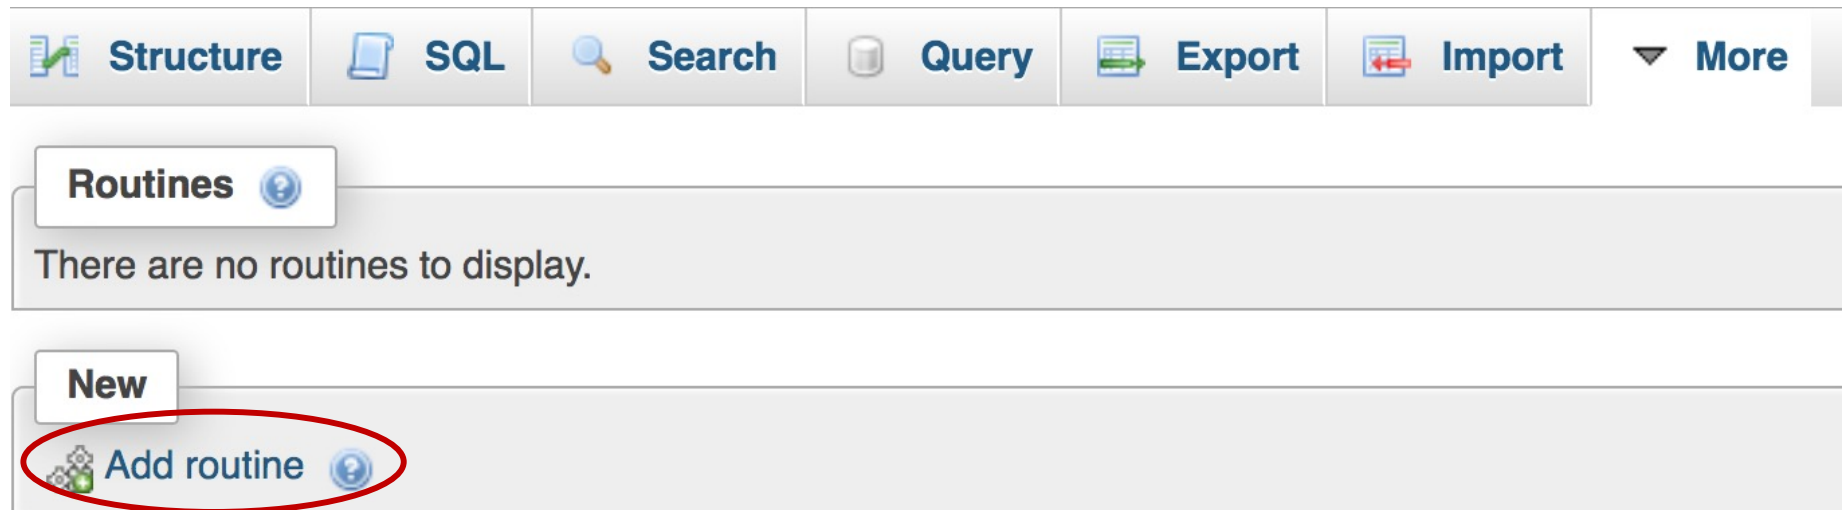 Structure SQL Search Query Export Import More
Routines
There are no routines to display.
New
Add routine